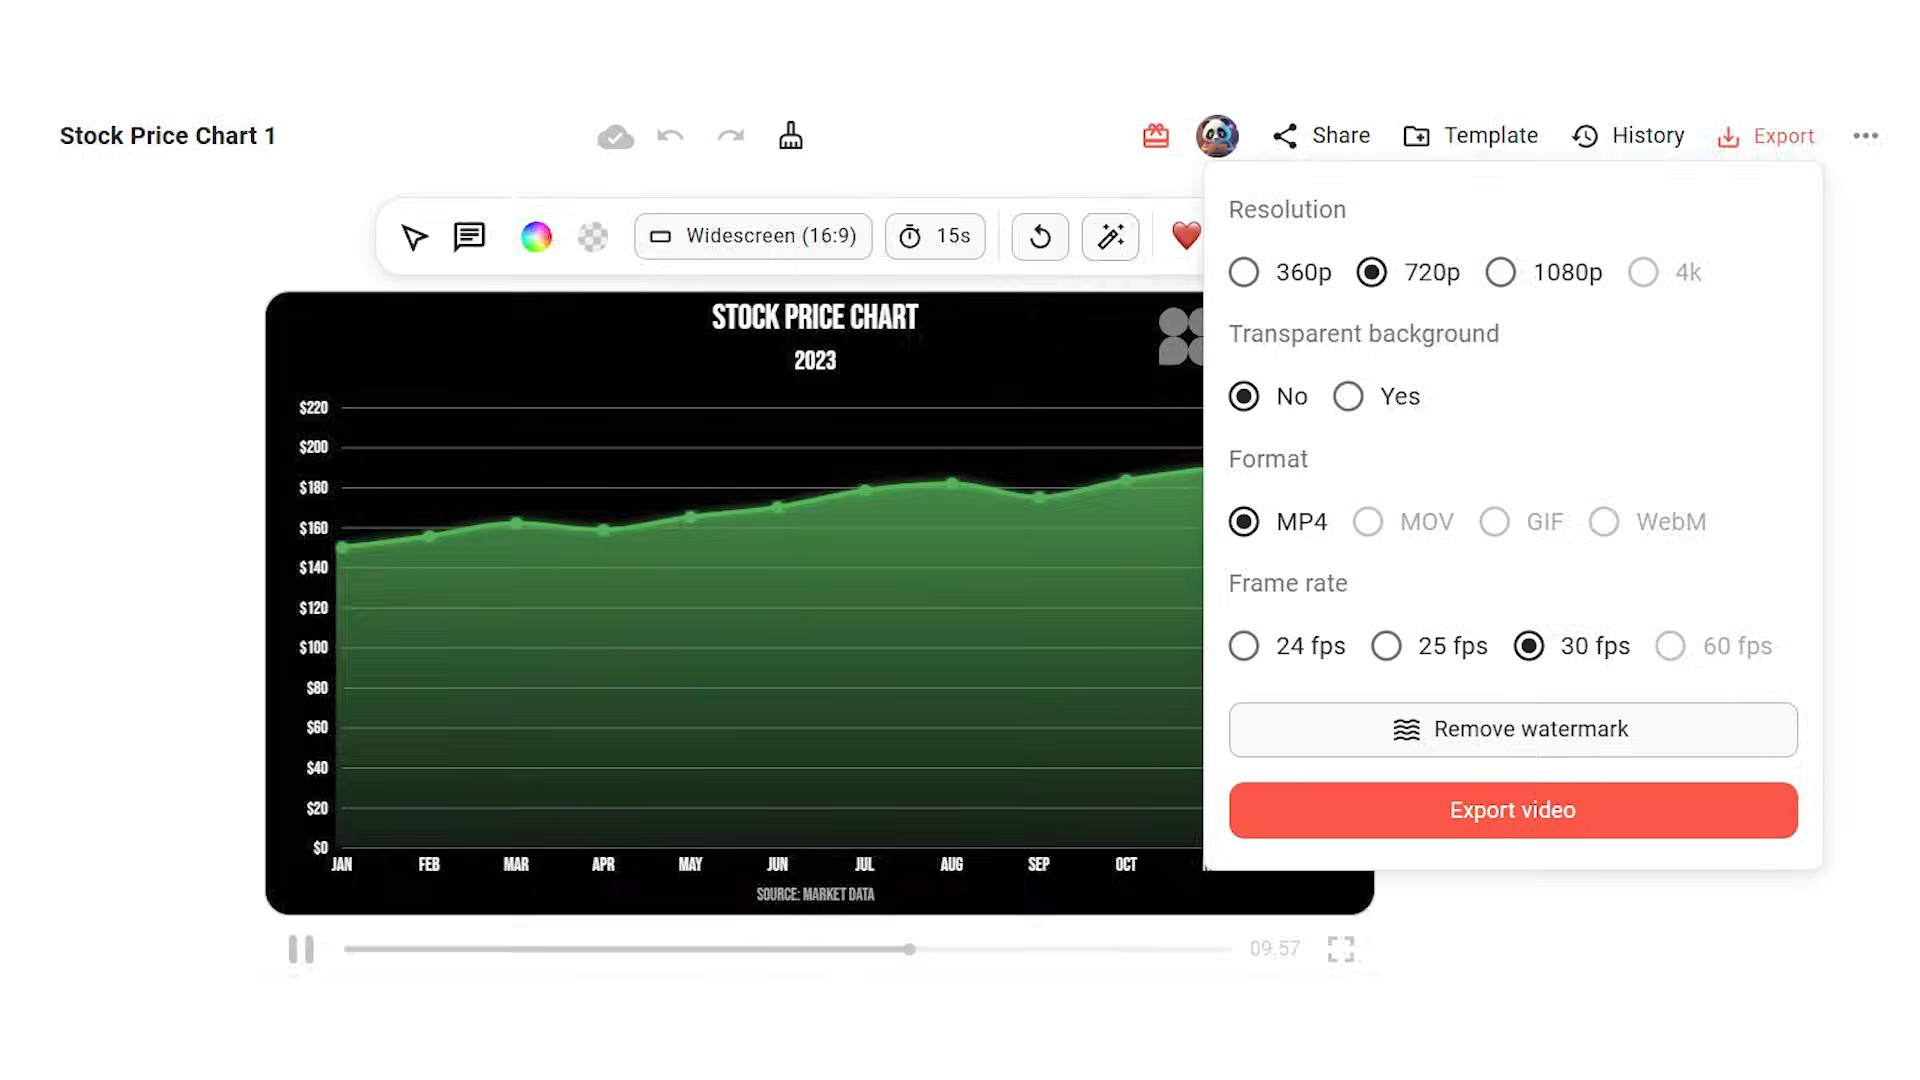 Stock Price Chart 1
Share
Template
History
Export
Widescreen (16:9)
15s
Resolution
360p 720p 1080p 4k
Transparent background
No Yes
Format
MP4 MOV GIF WebM
Frame rate
24 fps 25 fps 30 fps 60 fps
Remove watermark
Export video
STOCK PRICE CHART
2023
$220
$200
$180
$160
$140
$120
$100
$80
$60
$40
$20
$0
JAN FEB MAR APR MAY JUN JUL AUG SEP OCT
SOURCE: MARKET DATA
09.57